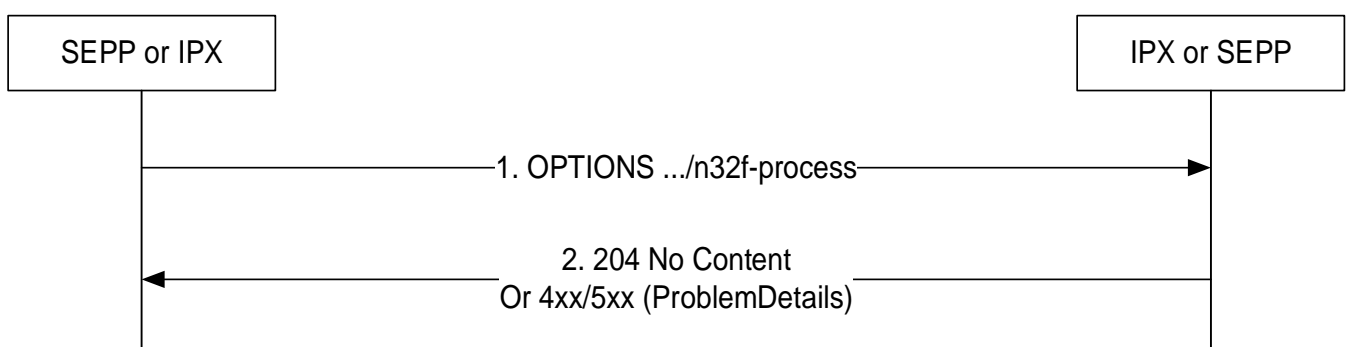 SEPP or IPX
IPX or SEPP
1. OPTIONS .../n32f-process
2. 204 No Content
Or 4xx/5xx (ProblemDetails)